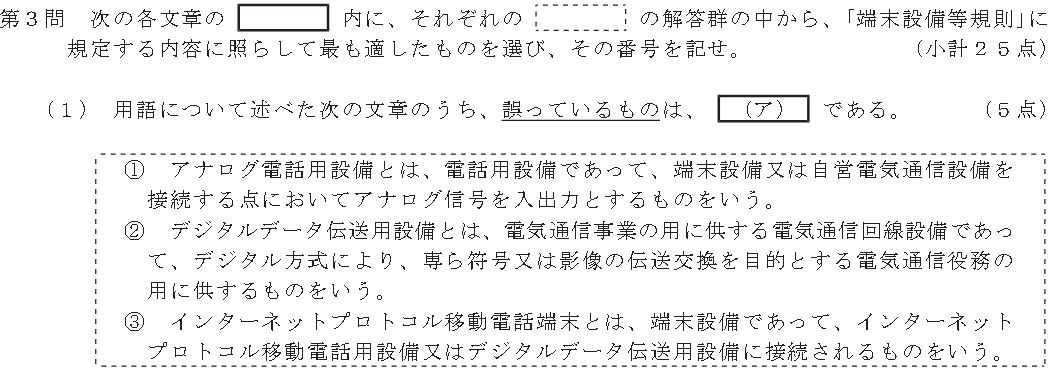 第３問　次の各文章の　　　　内に、それぞれの　　　　の解答群の中から、「端末設備等規則」に
規定する内容に照らして最も適したものを選び、その番号を記せ。　（小計２５点）
（１）　用語について述べた次の文章のうち、誤っているものは、（ア）である。　（５点）
①　アナログ電話用設備とは、電話用設備であって、端末設備又は自営電気通信設備を
接続する点においてアナログ信号を入出力とするものをいう。
②　デジタルデータ伝送用設備とは、電気通信事業の用に供する電気通信回線設備であっ
て、デジタル方式により、専ら符号又は影像の伝送交換を目的とする電気通信役務の
用に供するものをいう。
③　インターネットプロトコル移動電話端末とは、端末設備であって、インターネット
プロトコル移動電話用設備又はデジタルデータ伝送用設備に接続されるものをいう。